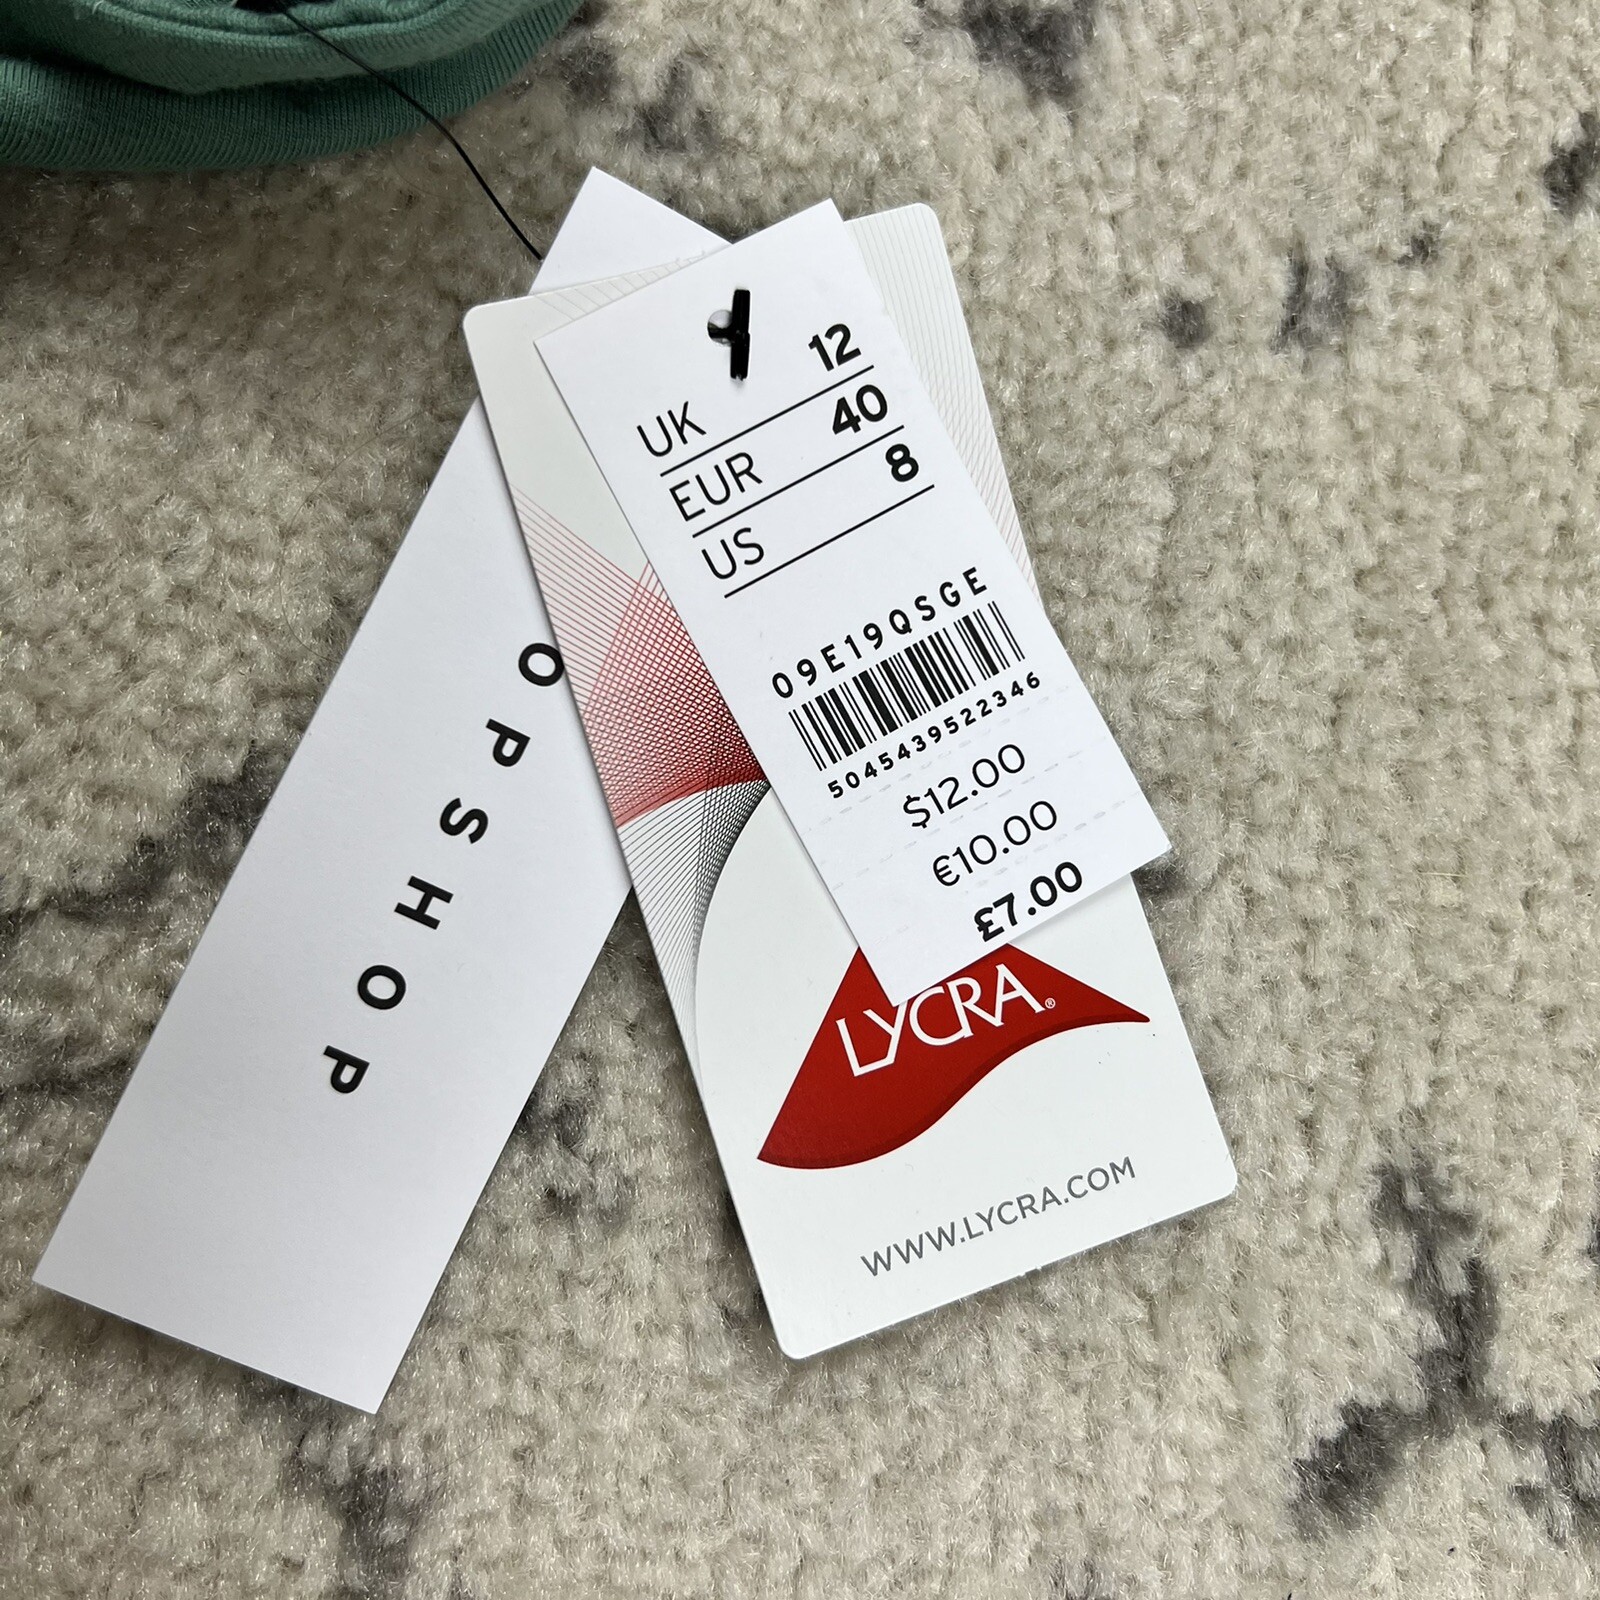 UK 12
EUR 40
US 8
09E19QSGE
5045439522346
$12.00
€10.00
£7.00
LYCRA®
WWW.LYCRA.COM
OPSHOP